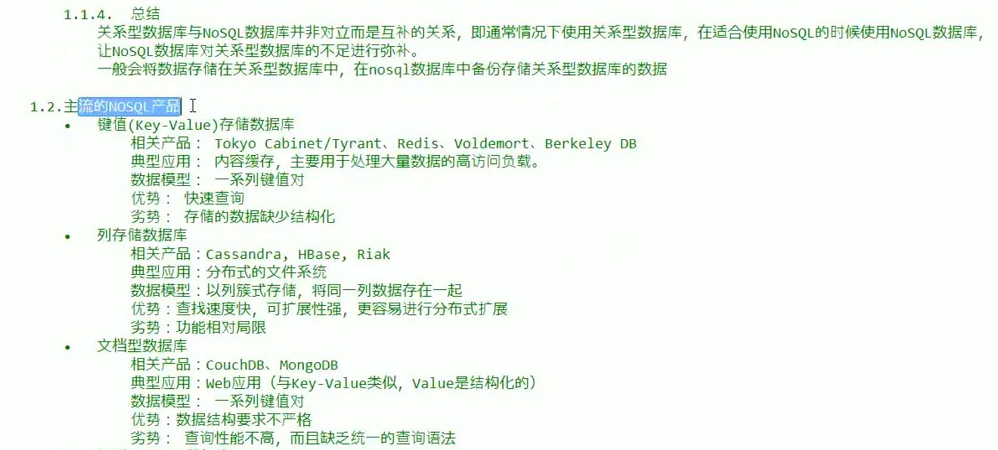 1.1.4. 总结
关系型数据库与NoSQL数据库并非对立而是互补的关系，即通常情况下使用关系型数据库，在适合使用NoSQL的时候使用NoSQL数据库，
让NoSQL数据库对关系型数据库的不足进行弥补。
一般会将数据存储在关系型数据库中，在nosql数据库中备份存储关系型数据库的数据
1.2.主流的NOSQL产品
• 键值(Key-Value)存储数据库
相关产品： Tokyo Cabinet/Tyrant、Redis、Voldemort、Berkeley DB
典型应用： 内容缓存，主要用于处理大量数据的高访问负载。
数据模型： 一系列键值对
优势： 快速查询
劣势： 存储的数据缺少结构化
• 列存储数据库
相关产品：Cassandra, HBase, Riak
典型应用：分布式的文件系统
数据模型：以列簇式存储，将同一列数据存在一起
优势：查找速度快，可扩展性强，更容易进行分布式扩展
劣势：功能相对局限
• 文档型数据库
相关产品：CouchDB、MongoDB
典型应用：Web应用（与Key-Value类似，Value是结构化的）
数据模型： 一系列键值对
优势：数据结构要求不严格
劣势： 查询性能不高，而且缺乏统一的查询语法